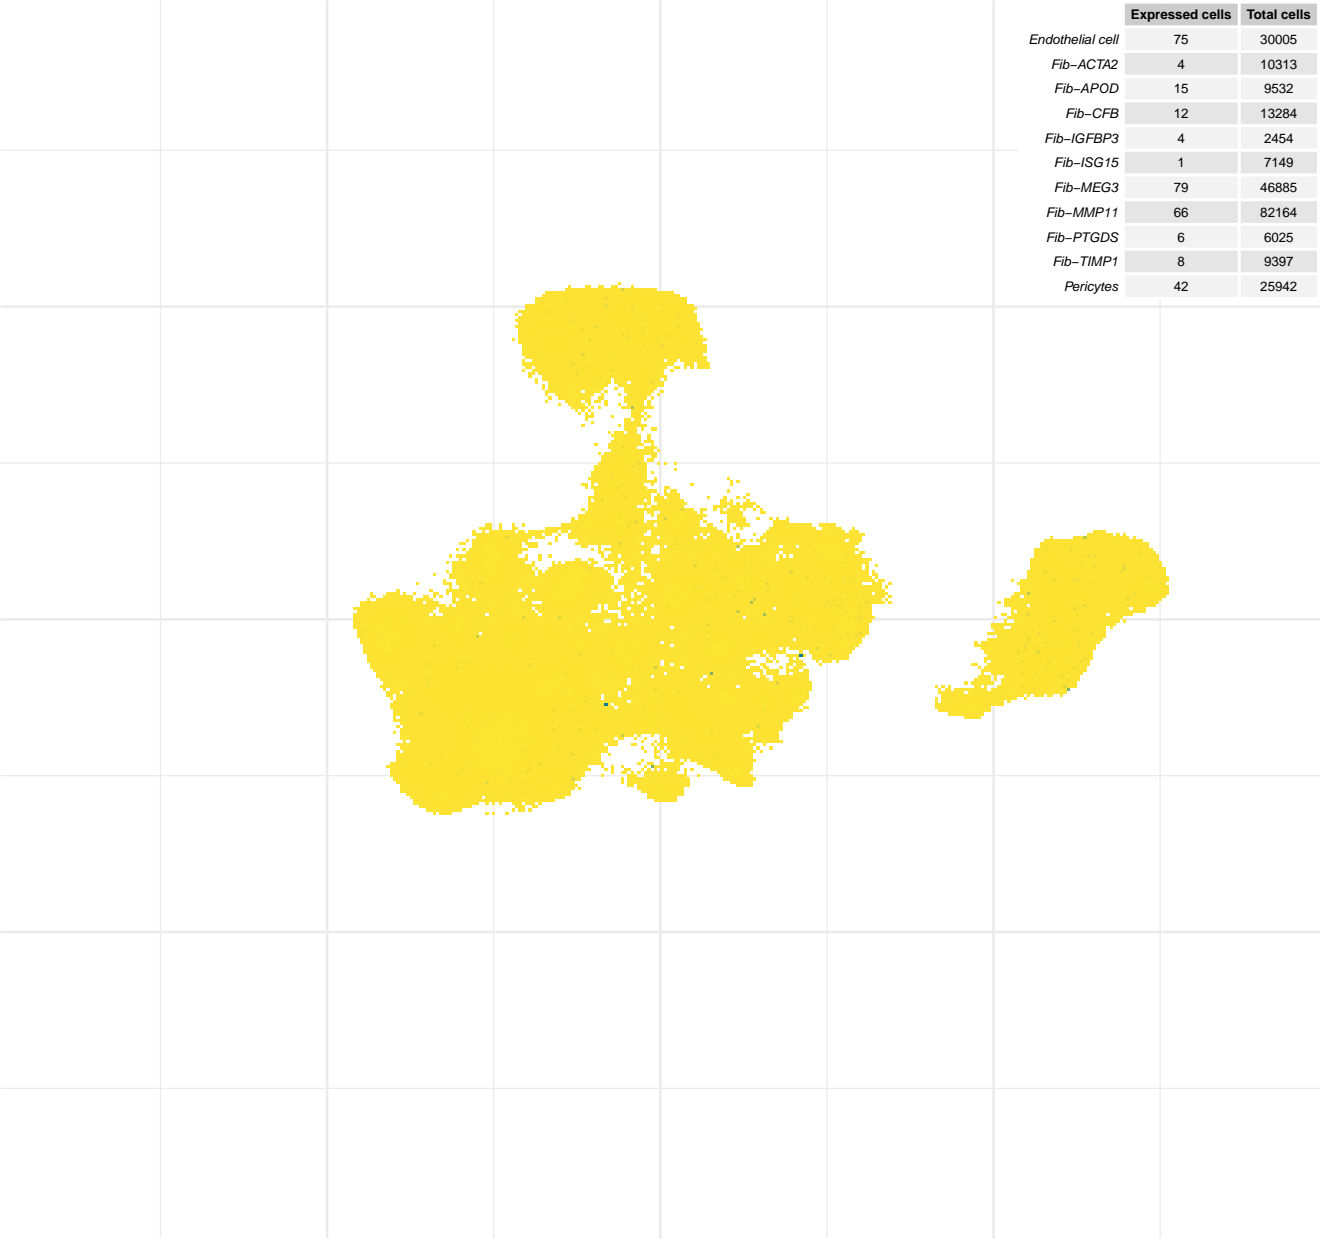 Expressed cells Total cells
Endothelial cell 75 30005
Fib−ACTA2 4 10313
Fib−APOD 15 9532
Fib−CFB 12 13284
Fib−IGFBP3 4 2454
Fib−ISG15 1 7149
Fib−MEG3 79 46885
Fib−MMP11 66 82164
Fib−PTGDS 6 6025
Fib−TIMP1 8 9397
Pericytes 42 25942